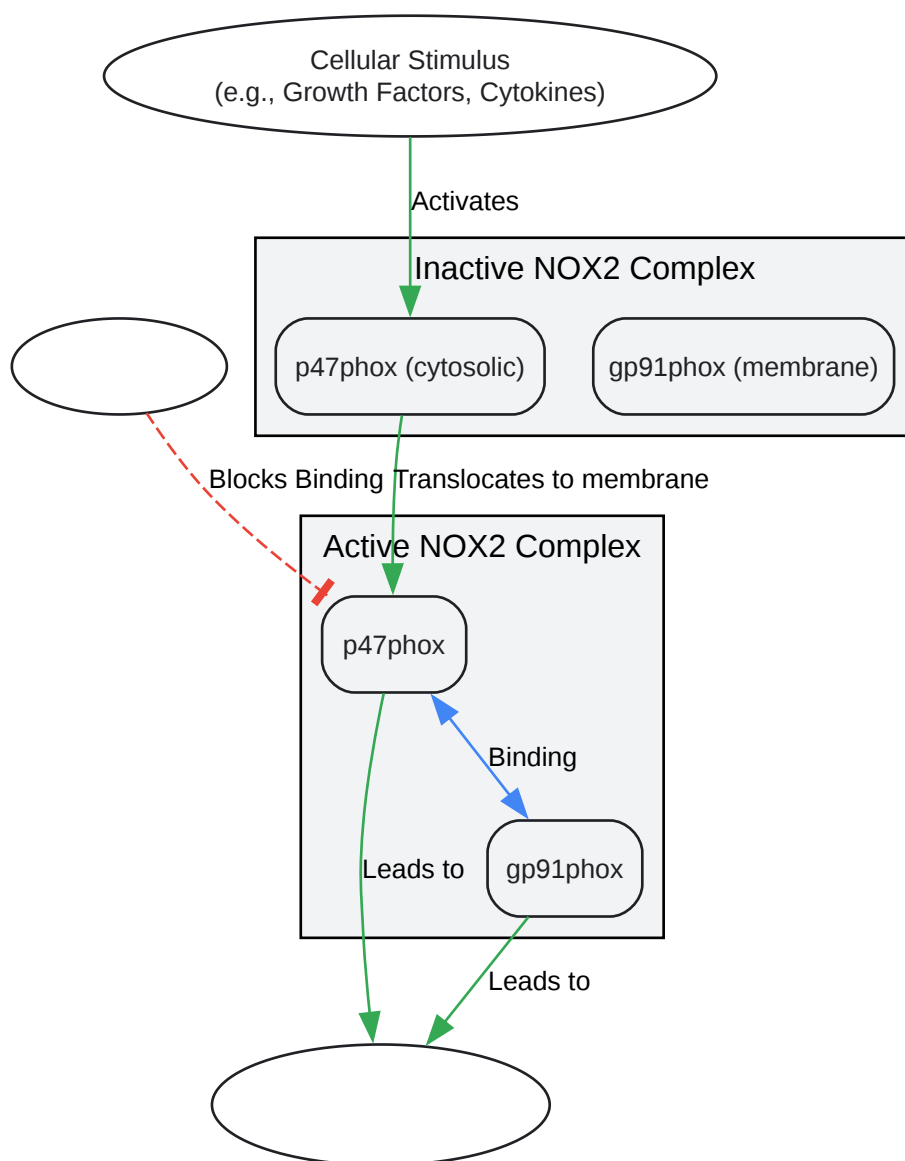 Cellular Stimulus
(e.g., Growth Factors, Cytokines)
Activates
Inactive NOX2 Complex
p47phox (cytosolic)
gp91phox (membrane)
Blocks Binding
Translocates to membrane
Active NOX2 Complex
p47phox
Binding
Leads to
gp91phox
Leads to